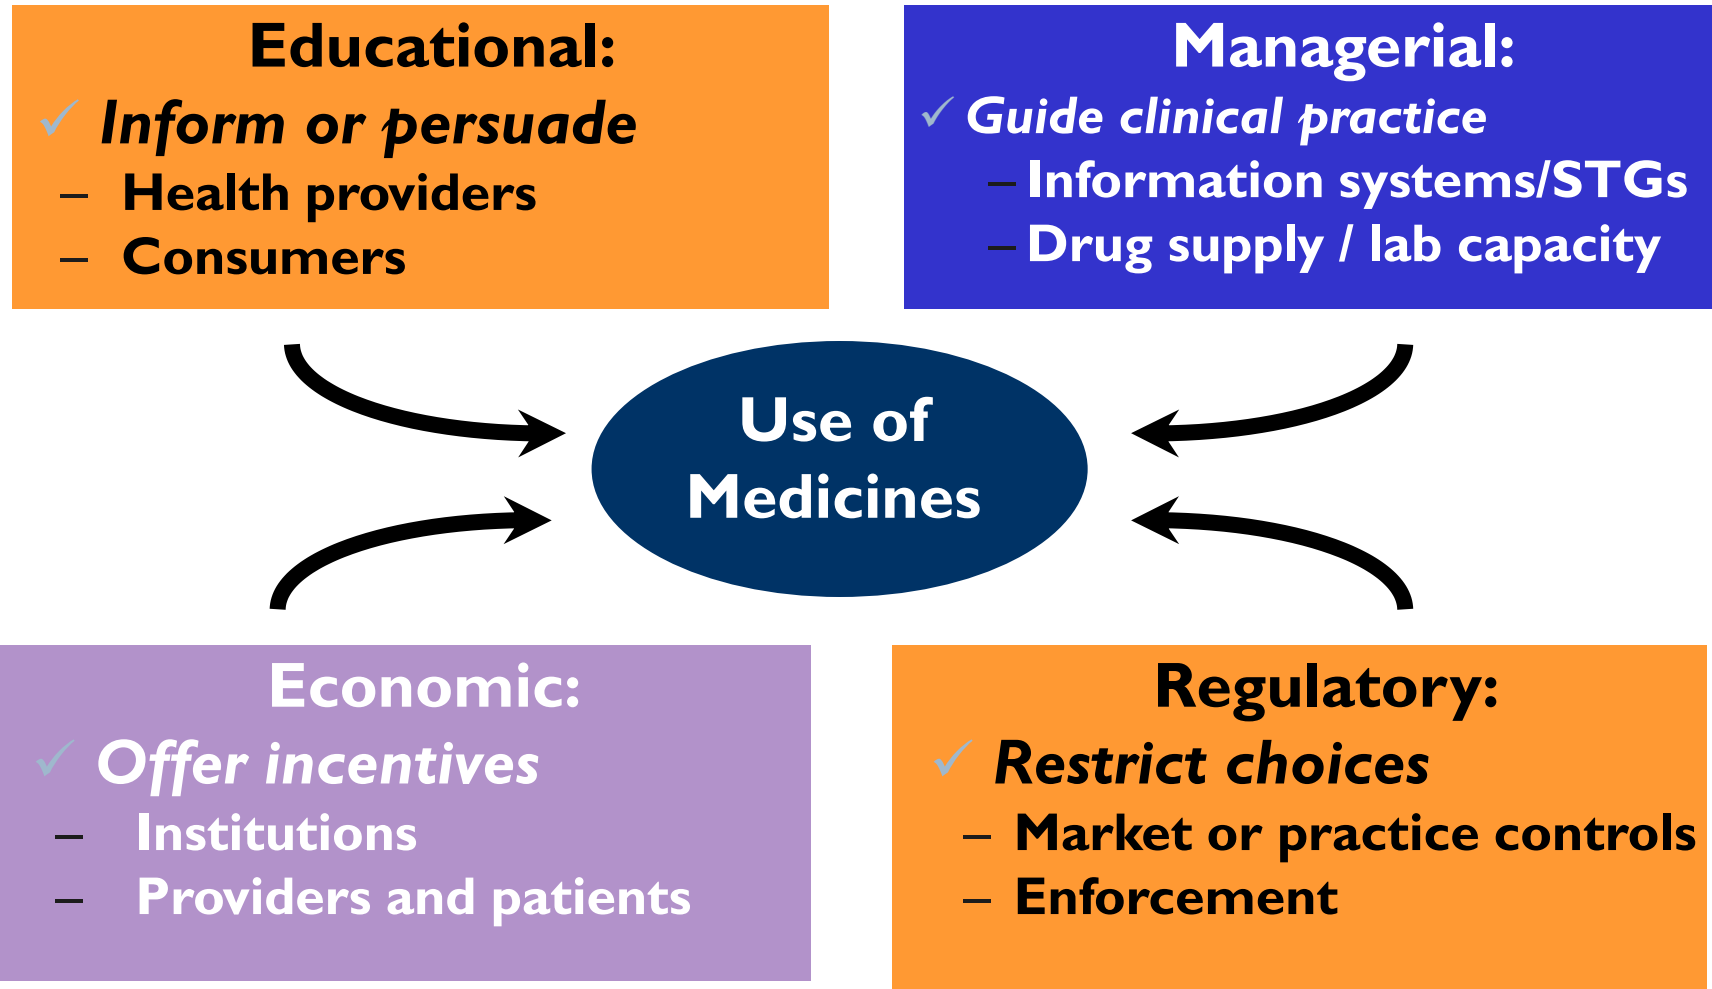 Educational:
✓ Inform or persuade
– Health providers
– Consumers
Managerial:
✓ Guide clinical practice
– Information systems/STGs
– Drug supply / lab capacity
Use of
Medicines
Economic:
✓ Offer incentives
– Institutions
– Providers and patients
Regulatory:
✓ Restrict choices
– Market or practice controls
– Enforcement